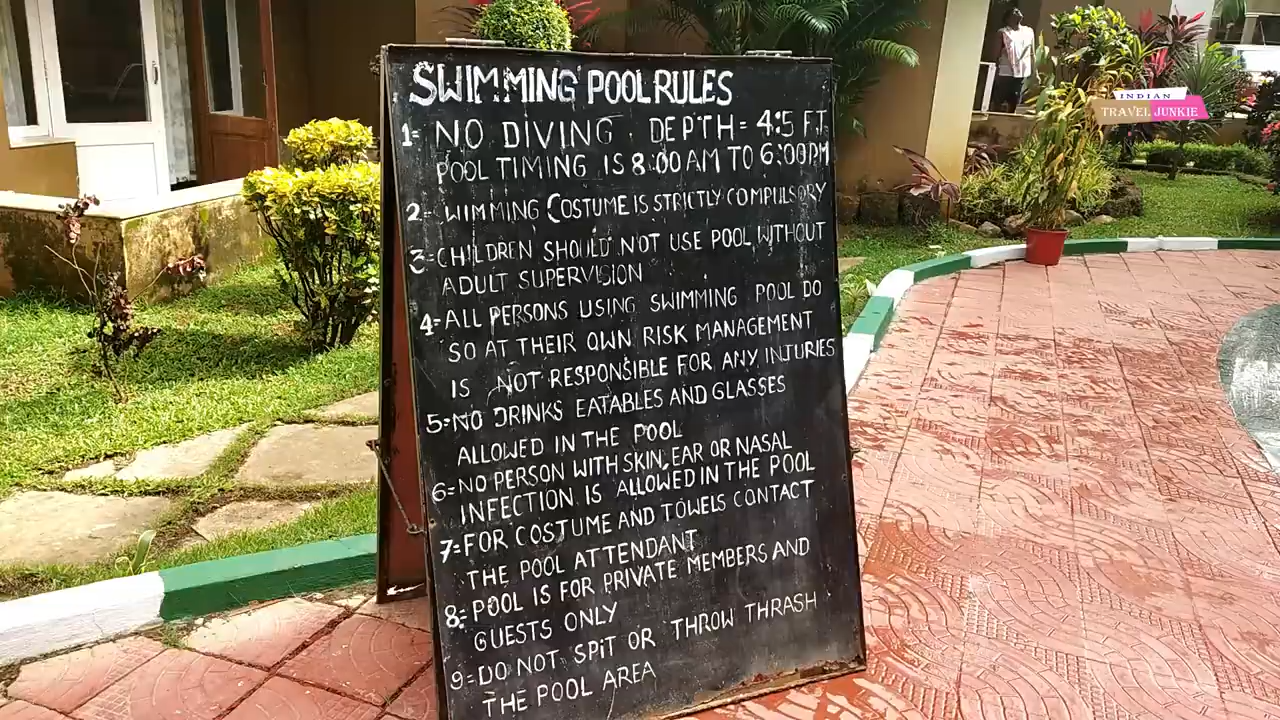 SWIMMING POOL RULES
1= NO DIVING. DEPTH= 4.5 FT
POOL TIMING IS 8:00 AM TO 6:00PM
2- WIMMING COSTUME IS STRICTLY COMPULSORY
3= CHILDREN SHOULD NOT USE POOL WITHOUT
ADULT SUPERVISION
4= ALL PERSONS USING SWIMMING POOL DO
SO AT THEIR OWN RISK MANAGEMENT
IS NOT RESPONSIBLE FOR ANY INJURIES
5= NO DRINKS EATABLES AND GLASSES
ALLOWED IN THE POOL
6= NO PERSON WITH SKIN, EAR OR NASAL
INFECTION IS ALLOWED IN THE POOL
7= FOR COSTUME AND TOWELS CONTACT
THE POOL ATTENDANT
8= POOL IS FOR PRIVATE MEMBERS AND
GUESTS ONLY
9= DO NOT SPIT OR THROW THRASH
THE POOL AREA
INDIAN
TRAVEL JUNKIE